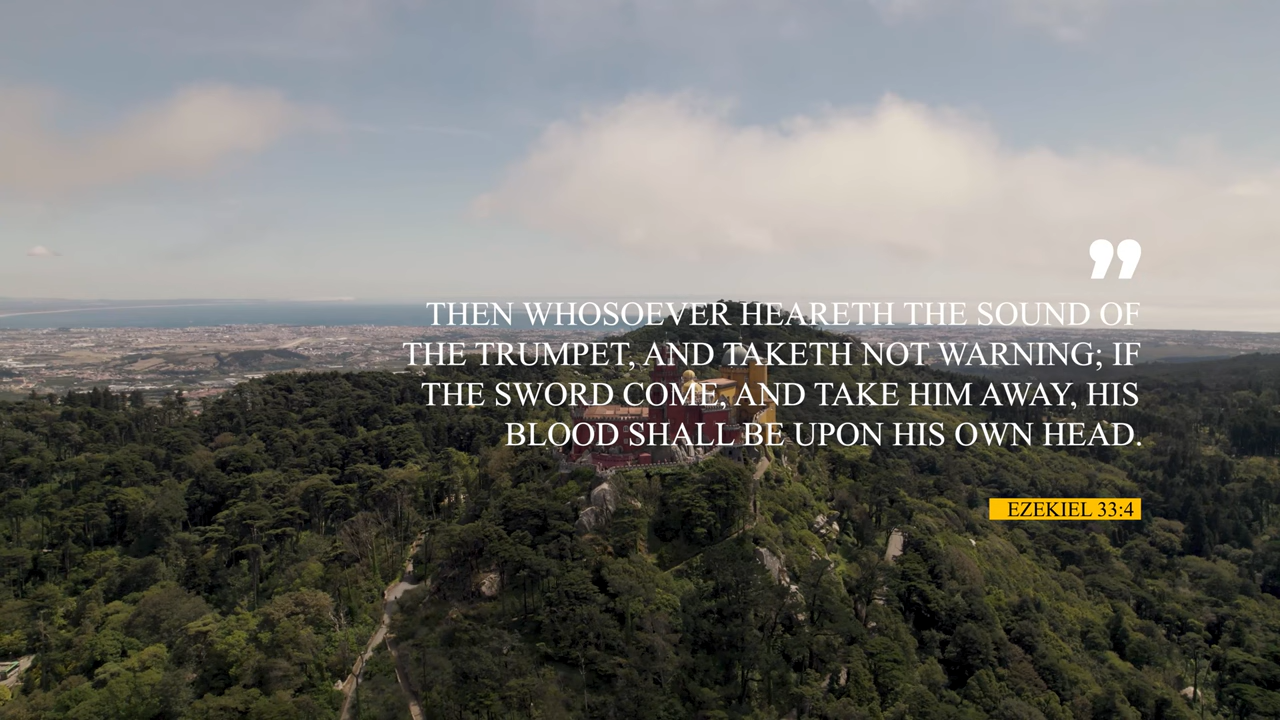 ”
THEN WHOSOEVER HEARETH THE SOUND OF
THE TRUMPET, AND TAKETH NOT WARNING; IF
THE SWORD COME, AND TAKE HIM AWAY, HIS
BLOOD SHALL BE UPON HIS OWN HEAD.
EZEKIEL 33:4